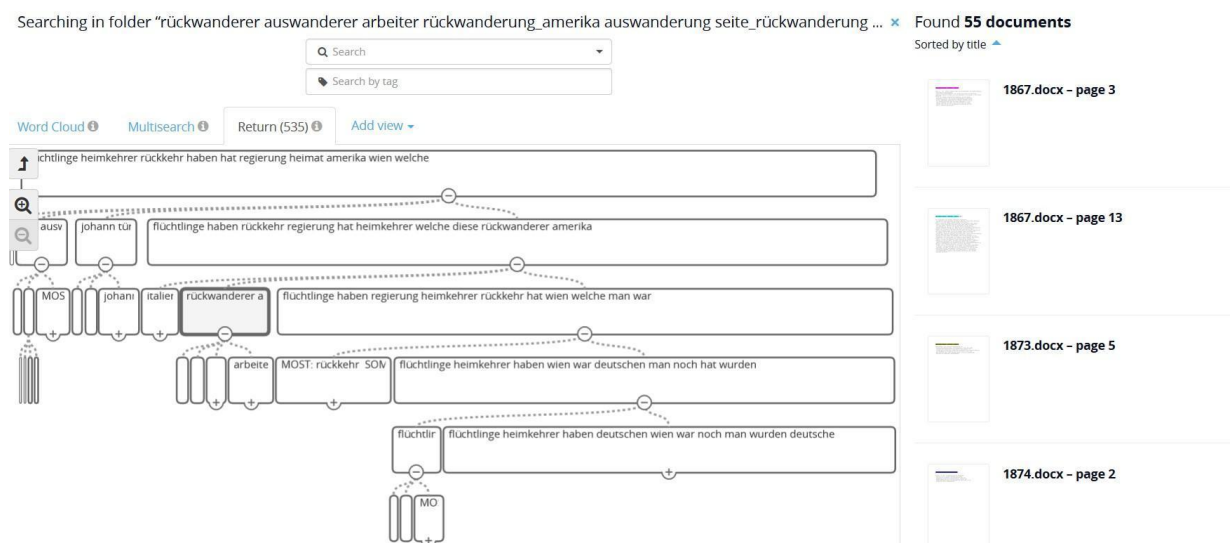 Searching in folder “rückwanderer auswanderer arbeiter rückwanderung_amerika auswanderung seite_rückwanderung ... ×
Found 55 documents
Sorted by title
Search
Search by tag
Word Cloud
Multisearch
Return (535)
Add view
chtlinge heimkehrer rückkehr haben hat regierung heimat amerika wien welche
ausw
johann tür
flüchtlinge haben rückkehr regierung hat heimkehrer welche diese rückwanderer amerika
MOS
johann
italier
rückwanderer a
flüchtlinge haben regierung heimkehrer rückkehr hat wien welche man war
arbeite
MOST: rückkehr SOM
flüchtlinge heimkehrer haben wien war deutschen man noch hat wurden
flüchtlir
flüchtlinge heimkehrer haben deutschen wien war noch man wurden deutsche
MO
1867.docx – page 3
1867.docx – page 13
1873.docx – page 5
1874.docx – page 2